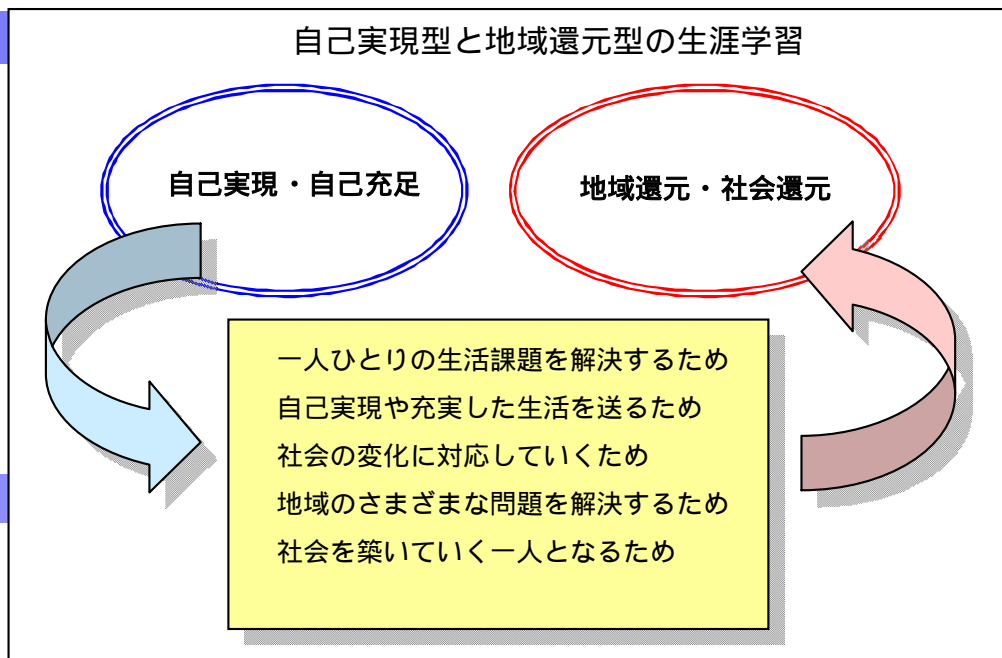 自己実現型と地域還元型の生涯学習
自己実現・自己充足
地域還元・社会還元
一人ひとりの生活課題を解決するため
自己実現や充実した生活を送るため
社会の変化に対応していくため
地域のさまざまな問題を解決するため
社会を築いていく一人となるため